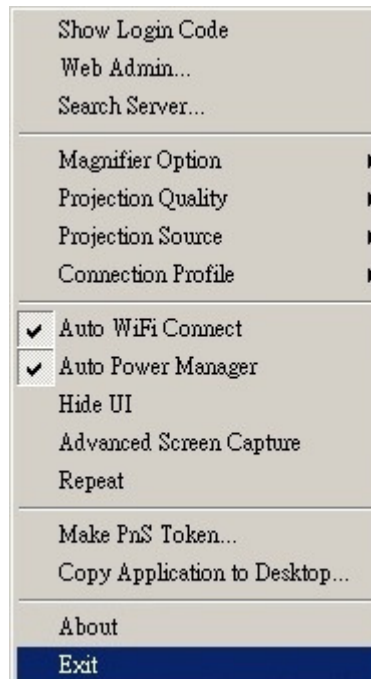 Show Login Code
Web Admin...
Search Server...
Magnifier Option
Projection Quality
Projection Source
Connection Profile
Auto WiFi Connect
Auto Power Manager
Hide UI
Advanced Screen Capture
Repeat
Make PnS Token...
Copy Application to Desktop...
About
Exit